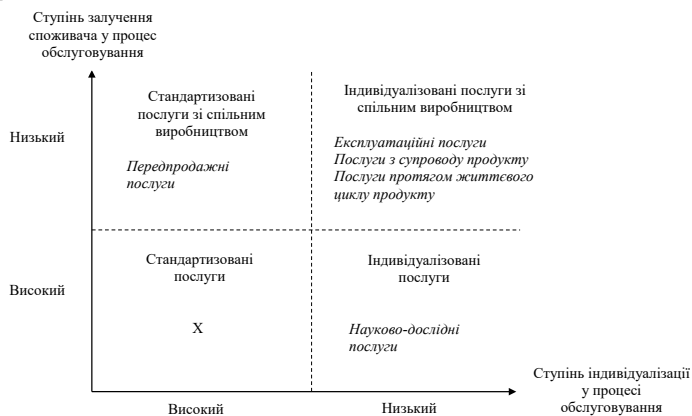 Ступінь залучення
споживача у процес
обслуговування
Низький
Стандартизовані
послуги зі спільним
виробництвом
Передпродажні
послуги
Індивідуалізовані послуги зі
спільним виробництвом
Експлуатаційні послуги
Послуги з супроводу продукту
Послуги протягом життєвого
циклу продукту
Високий
Стандартизовані
послуги
Х
Індивідуалізовані
послуги
Науково-дослідні
послуги
Високий
Низький
Ступінь індивідуалізації
у процесі
обслуговування